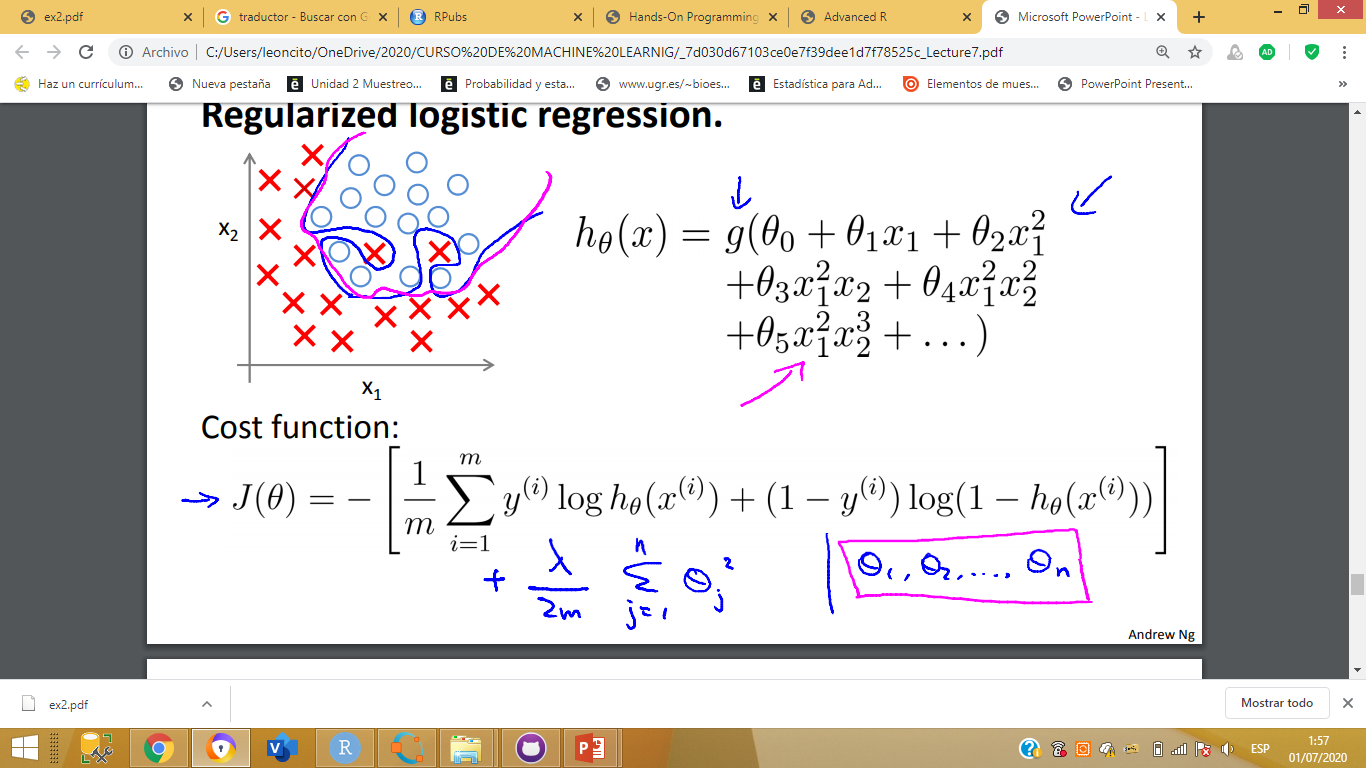 ex2.pdf
traductor - Buscar con G
RPubs
Hands-On Programming
Advanced R
Microsoft PowerPoint - L
Archivo | C:/Users/leoncito/OneDrive/2020/CURSO%20DE%20MACHINE%20LEARNIG/_7d030d67103ce0e7f39dee1d7f78525c_Lecture7.pdf
Haz un currículum...
Nueva pestaña
Unidad 2 Muestreo...
Probabilidad y esta...
www.ugr.es/~bioes...
Estadística para Ad...
Elementos de mues...
PowerPoint Present...
»
Regularized logistic regression.
x₂
x₁
hθ(x) = g(θ₀ + θ₁x₁ + θ₂x₁²
+θ₃x₁²x₂ + θ₄x₁²x₂²
+θ₅x₁²x₂³ + . . . )
Cost function:
→ J(θ) = − [ 1/m ∑ᵢ₌₁ᵐ y⁽ⁱ⁾ log hθ(x⁽ⁱ⁾) + (1 − y⁽ⁱ⁾) log(1 − hθ(x⁽ⁱ⁾)) ]
+ λ/2m ∑ⱼ₌₁ⁿ θⱼ² | θ₁, θ₂, ..., θₙ
Andrew Ng
ex2.pdf
Mostrar todo
R
ESP
1:57
01/07/2020